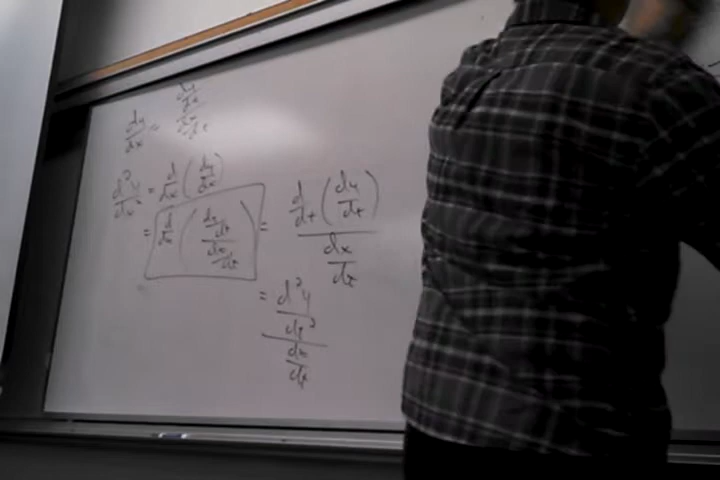 dy/dx = (dy/dt)/(dx/dt)
d²y/dx² = d/dx (dy/dx)
= d/dx ((dy/dt)/(dx/dt)) = (d/dt (dy/dt))/(dx/dt)
= (d²y/dt²)/(dx/dt)